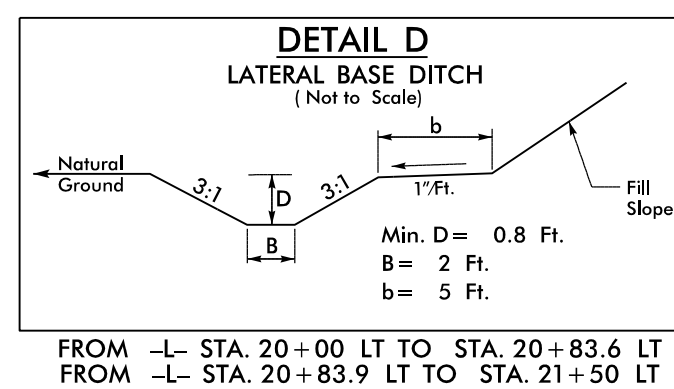 DETAIL D
LATERAL BASE DITCH
( Not to Scale)
b
Natural
Ground
3:1
D
3:1
1"/Ft.
Fill
Slope
B
Min. D= 0.8 Ft.
B= 2 Ft.
b= 5 Ft.
FROM -L- STA. 20+00 LT TO STA. 20+83.6 LT
FROM -L- STA. 20+83.9 LT TO STA. 21+50 LT